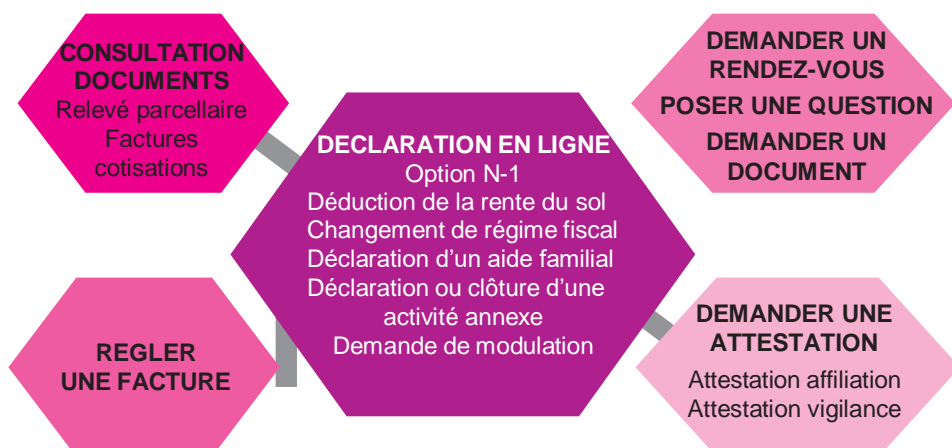 CONSULTATION
DOCUMENTS
Relevé parcellaire
Factures
cotisations
DEMANDER UN
RENDEZ-VOUS
POSER UNE QUESTION
DEMANDER UN
DOCUMENT
DECLARATION EN LIGNE
Option N-1
Déduction de la rente du sol
Changement de régime fiscal
Déclaration d'un aide familial
Déclaration ou clôture d'une
activité annexe
Demande de modulation
REGLER
UNE FACTURE
DEMANDER UNE
ATTESTATION
Attestation affiliation
Attestation vigilance